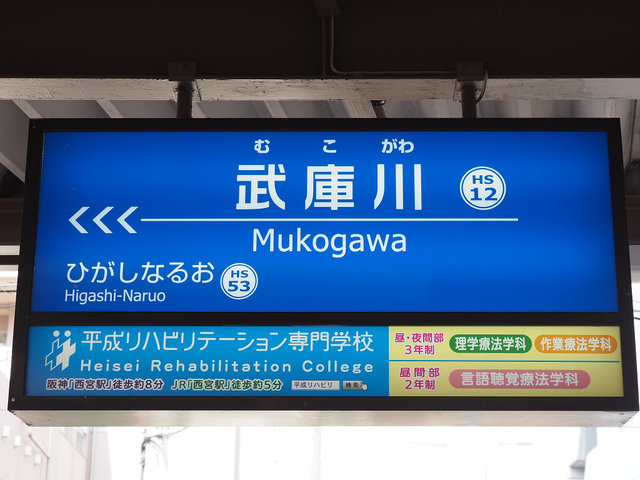 むこがわ
武庫川
HS
12
Mukogawa
ひがしなるお
Higashi-Naruo
HS
53
平成リハビリテーション専門学校
Heisei Rehabilitation College
阪神「西宮駅」徒歩約8分 JR「西宮駅」徒歩約5分 平成リハビリ 検索
昼・夜間部
3年制
理学療法学科 作業療法学科
昼間部
2年制
言語聴覚療法学科